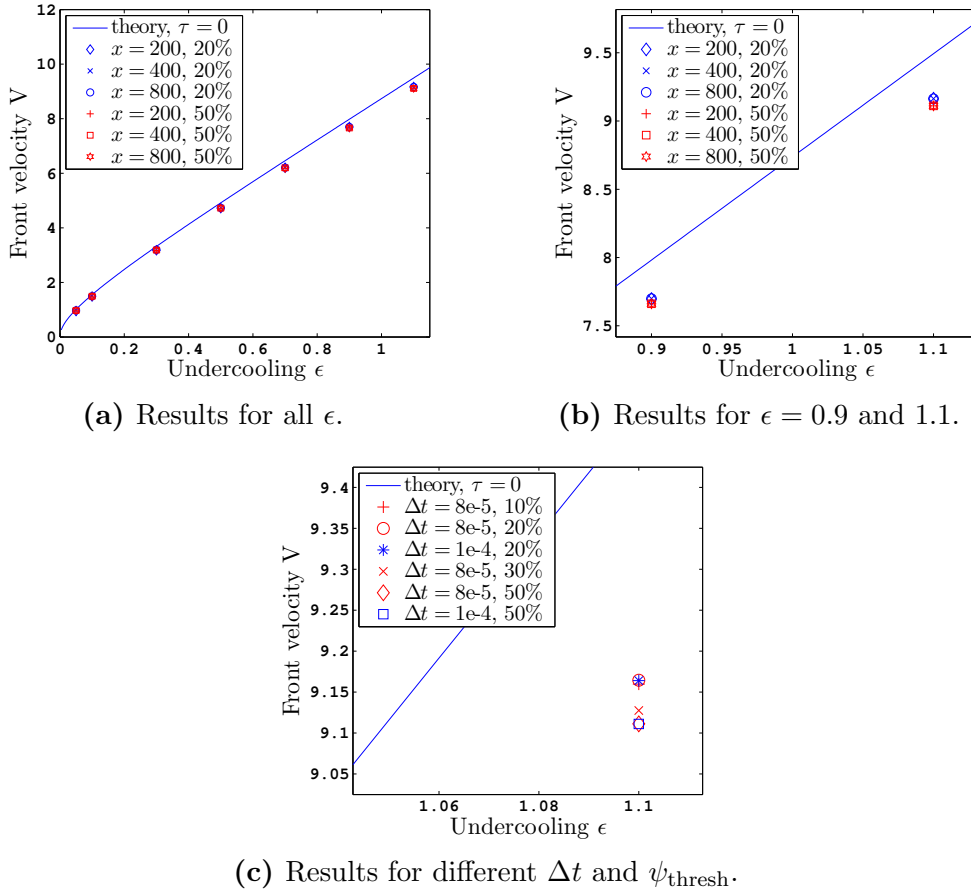 12
10
8
6
4
2
0
Front velocity V
theory, τ = 0
x = 200, 20%
x = 400, 20%
x = 800, 20%
x = 200, 50%
x = 400, 50%
x = 800, 50%
0 0.2 0.4 0.6 0.8 1
Undercooling ϵ
(a) Results for all ϵ.
9.5
9
8.5
8
7.5
Front velocity V
theory, τ = 0
x = 200, 20%
x = 400, 20%
x = 800, 20%
x = 200, 50%
x = 400, 50%
x = 800, 50%
0.9 0.95 1 1.05 1.1
Undercooling ϵ
(b) Results for ϵ = 0.9 and 1.1.
9.4
9.35
9.3
9.25
9.2
9.15
9.1
9.05
Front velocity V
theory, τ = 0
Δt = 8e-5, 10%
Δt = 8e-5, 20%
Δt = 1e-4, 20%
Δt = 8e-5, 30%
Δt = 8e-5, 50%
Δt = 1e-4, 50%
1.06 1.08 1.1
Undercooling ϵ
(c) Results for different Δt and ψthresh.